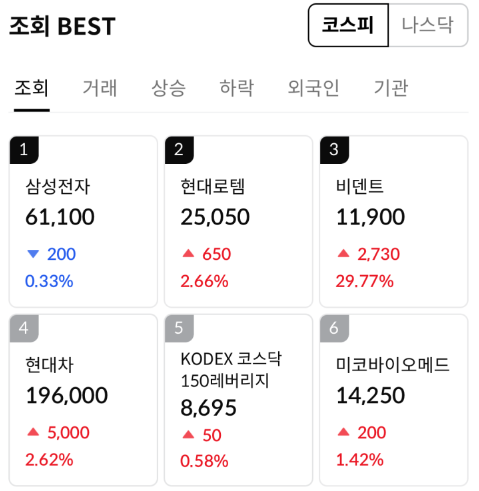 조회 BEST
코스피 나스닥
조회 거래 상승 하락 외국인 기관
1
삼성전자
61,100
▼ 200
0.33%
2
현대로템
25,050
▲ 650
2.66%
3
비덴트
11,900
▲ 2,730
29.77%
4
현대차
196,000
▲ 5,000
2.62%
5
KODEX 코스닥
150레버리지
8,695
▲ 50
0.58%
6
미코바이오메드
14,250
▲ 200
1.42%